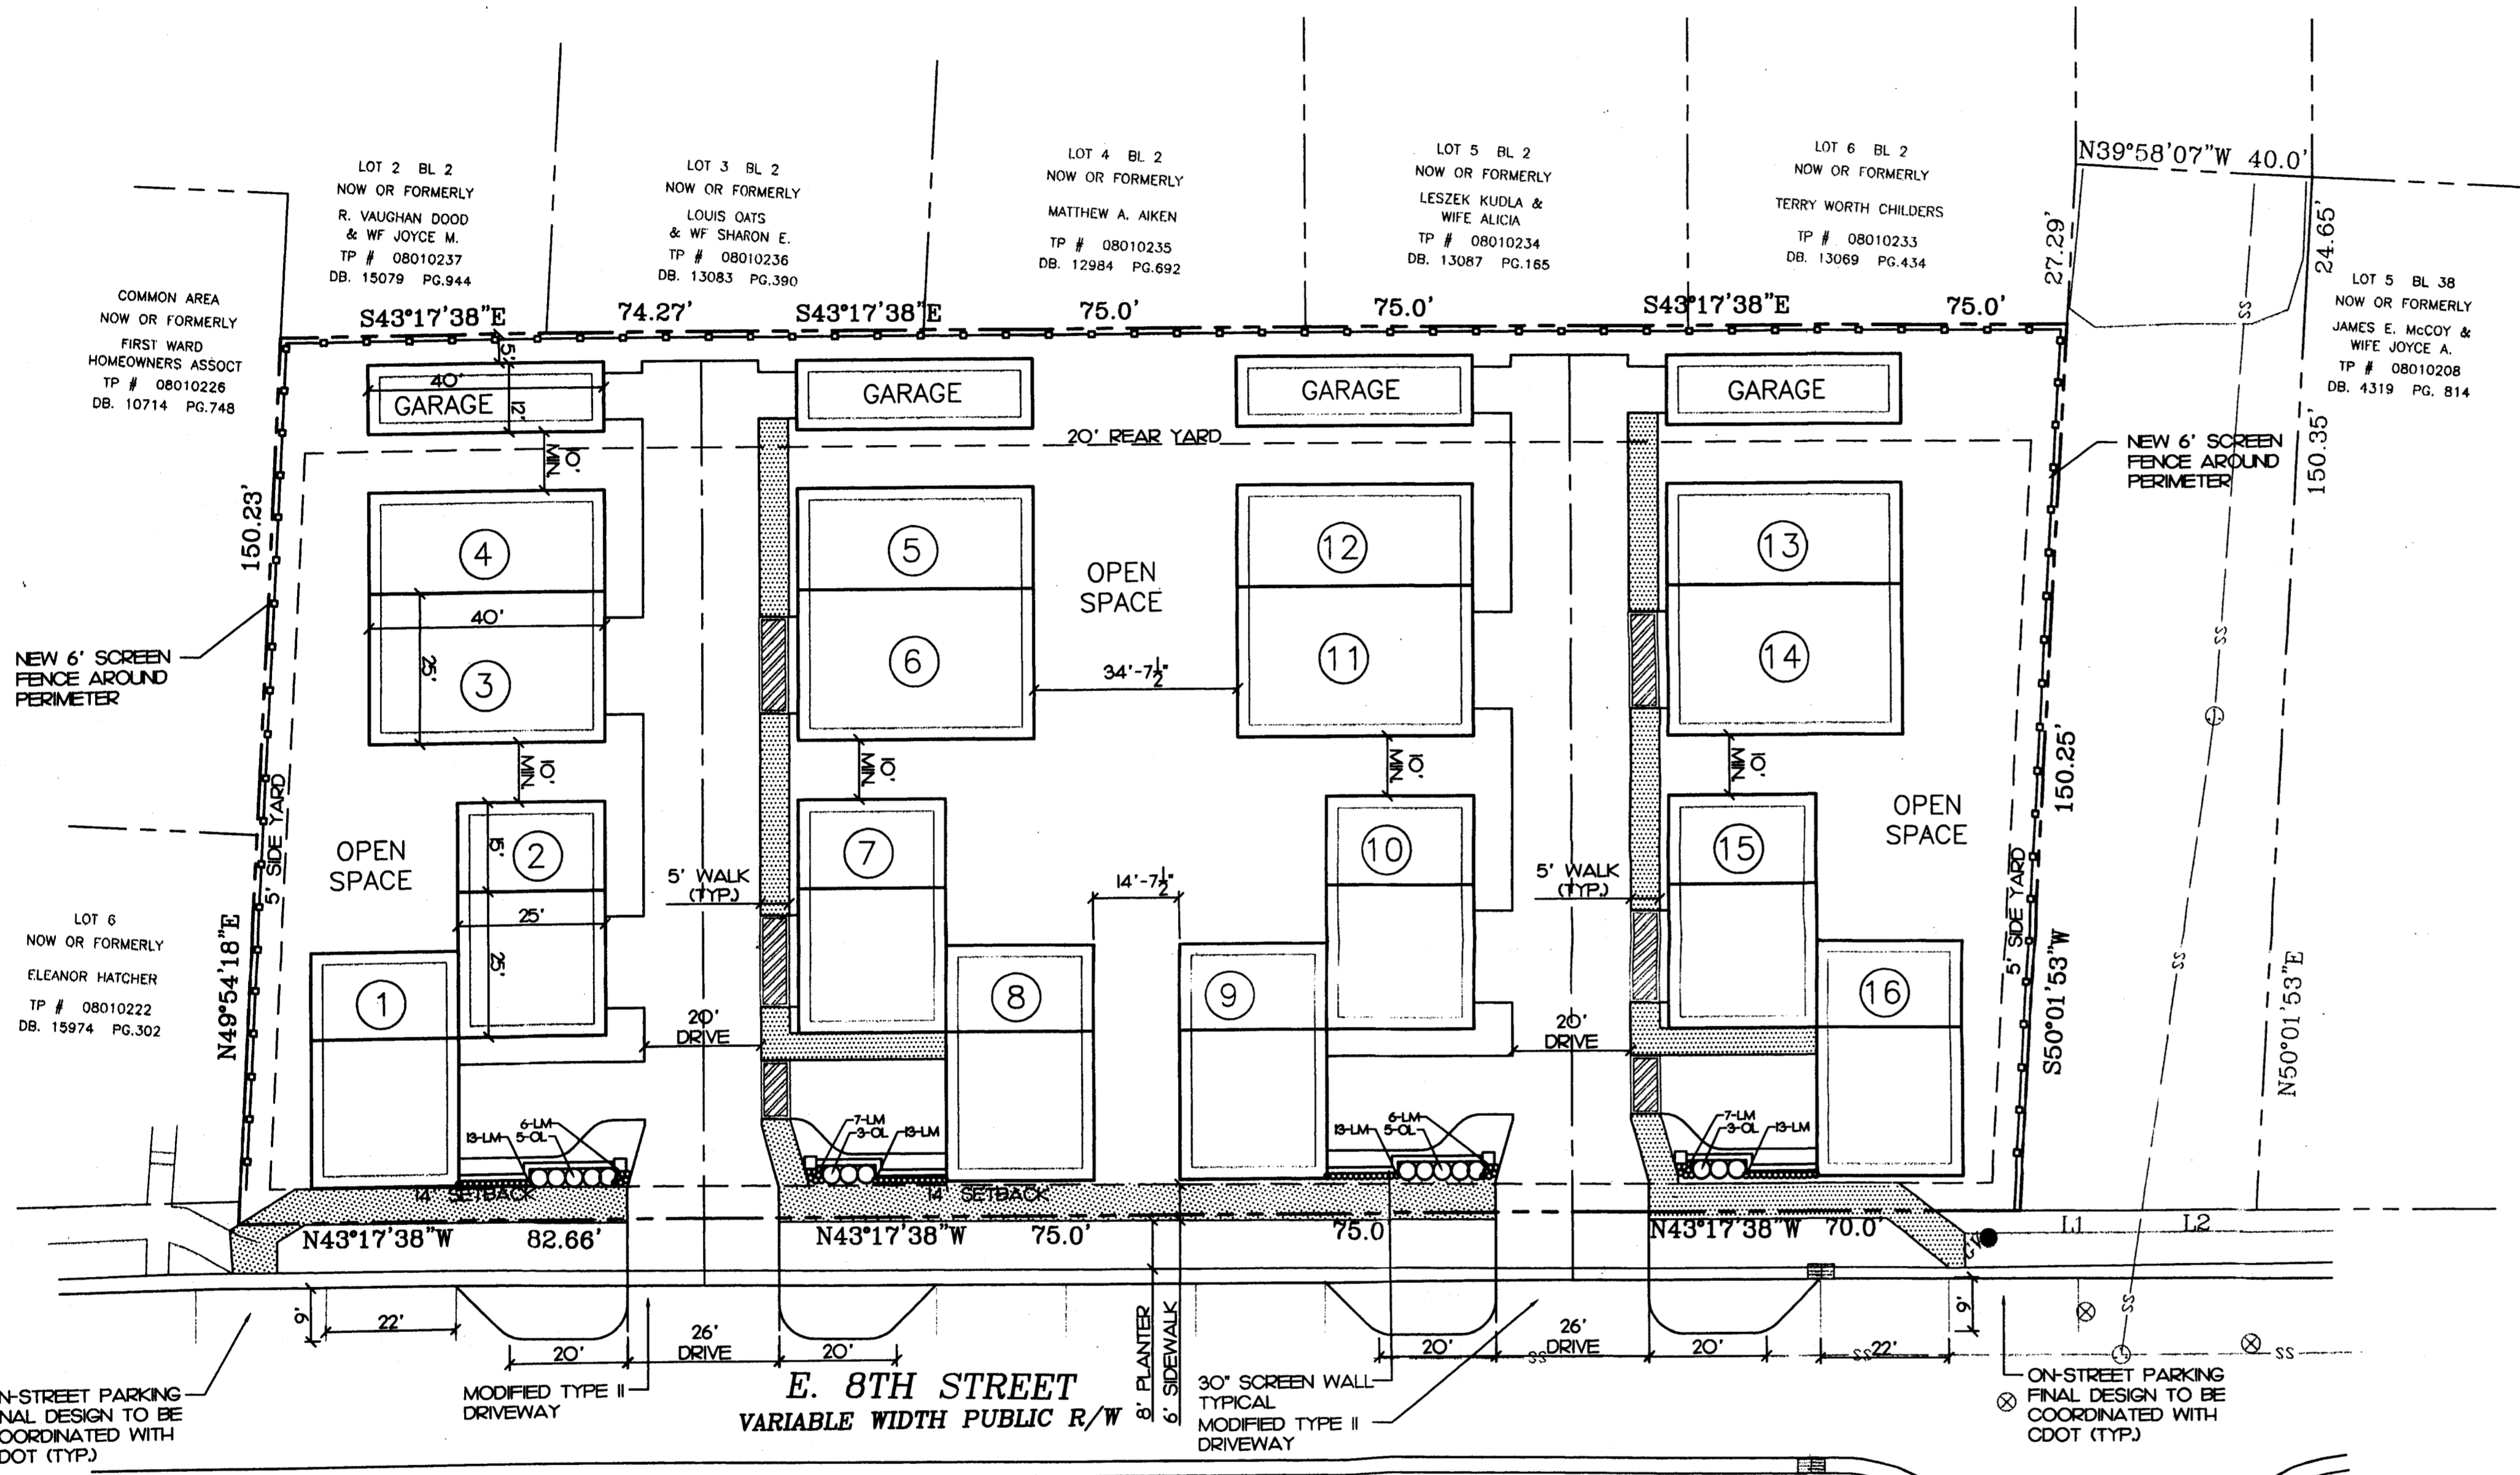 N39°58'07"W 40.0'
LOT 2 BL 2
NOW OR FORMERLY
R. VAUGHAN DOOD
& WF JOYCE M.
TP # 08010237
DB. 15079 PG.944
LOT 3 BL 2
NOW OR FORMERLY
LOUIS OATS
& WF SHARON E.
TP # 08010236
DB. 13083 PG.390
LOT 4 BL 2
NOW OR FORMERLY
MATTHEW A. AIKEN
TP # 08010235
DB. 12984 PG.692
LOT 5 BL 2
NOW OR FORMERLY
LESZEK KUDLA &
WIFE ALICIA
TP # 08010234
DB. 13087 PG.165
LOT 6 BL 2
NOW OR FORMERLY
TERRY WORTH CHILDERS
TP # 08010233
DB. 13069 PG.434
27.29'
24.65'
LOT 5 BL 38
NOW OR FORMERLY
JAMES E. McCOY &
WIFE JOYCE A.
TP # 08010208
DB. 4319 PG. 814
COMMON AREA
NOW OR FORMERLY
FIRST WARD
HOMEOWNERS ASSOCT
TP # 08010226
DB. 10714 PG.748
S43°17'38"E
74.27'
S43°17'38"E
75.0'
75.0'
S43°17'38"E
75.0'
SS
5'
40'
GARAGE
12'
GARAGE
GARAGE
GARAGE
20' REAR YARD
10'
MIN.
NEW 6' SCREEN
FENCE AROUND
PERIMETER
150.35'
150.23'
4
5
12
13
OPEN
SPACE
40'
25'
3
6
11
14
34'-7½"
SS
NEW 6' SCREEN
FENCE AROUND
PERIMETER
10'
MIN.
10'
MIN.
10'
MIN.
10'
MIN.
150.25'
5' SIDE YARD
OPEN
SPACE
15'
2
7
10
15
OPEN
SPACE
5' SIDE YARD
5' WALK
(TYP.)
14'-7½"
5' WALK
(TYP.)
25'
25'
LOT 6
NOW OR FORMERLY
ELEANOR HATCHER
TP # 08010222
DB. 15974 PG.302
N49°54'18"E
1
8
9
16
SS
S50°01'53"W
N50°01'53"E
20'
DRIVE
20'
DRIVE
13-LM
6-LM
5-OL
7-LM
3-OL
13-LM
13-LM
6-LM
5-OL
7-LM
3-OL
13-LM
14' SETBACK
14' SETBACK
N43°17'38"W
82.66'
N43°17'38"W
75.0'
75.0
N43°17'38"W
70.0'
L1
L2
9'
22'
20'
26'
DRIVE
20'
8' PLANTER
6' SIDEWALK
20'
26'
DRIVE
20'
22'
9'
SS
SS
SS
SS
N-STREET PARKING
NAL DESIGN TO BE
OORDINATED WITH
DOT (TYP.)
MODIFIED TYPE II
DRIVEWAY
E. 8TH STREET
VARIABLE WIDTH PUBLIC R/W
30" SCREEN WALL
TYPICAL
MODIFIED TYPE II
DRIVEWAY
ON-STREET PARKING
FINAL DESIGN TO BE
COORDINATED WITH
CDOT (TYP.)